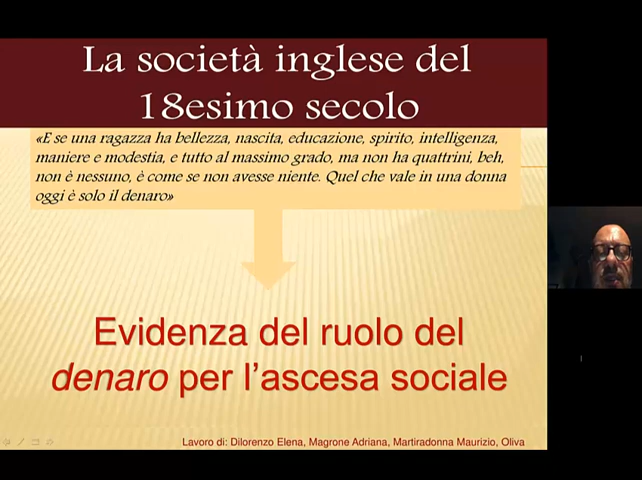 La società inglese del
18esimo secolo
«E se una ragazza ha bellezza, nascita, educazione, spirito, intelligenza,
maniere e modestia, e tutto al massimo grado, ma non ha quattrini, beh,
non è nessuno, è come se non avesse niente. Quel che vale in una donna
oggi è solo il denaro»
Evidenza del ruolo del
denaro per l'ascesa sociale
Lavoro di: Dilorenzo Elena, Magrone Adriana, Martiradonna Maurizio, Oliva